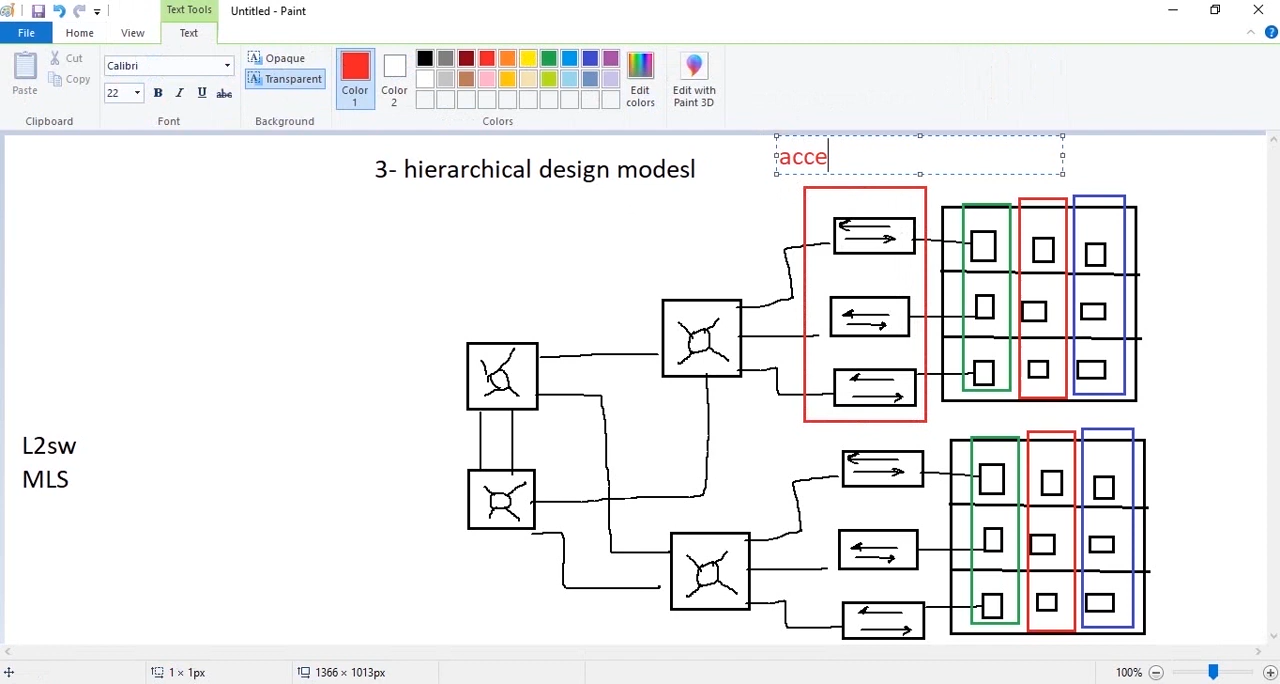 Text Tools
Untitled - Paint
File
Home
View
Text
Paste
Cut
Copy
Clipboard
Calibri
22
B
I
U
abc
Font
Opaque
Transparent
Background
Color 1
Color 2
Edit colors
Colors
Edit with Paint 3D
3- hierarchical design modesl
acce
L2sw
MLS
1 × 1px
1366 × 1013px
100%